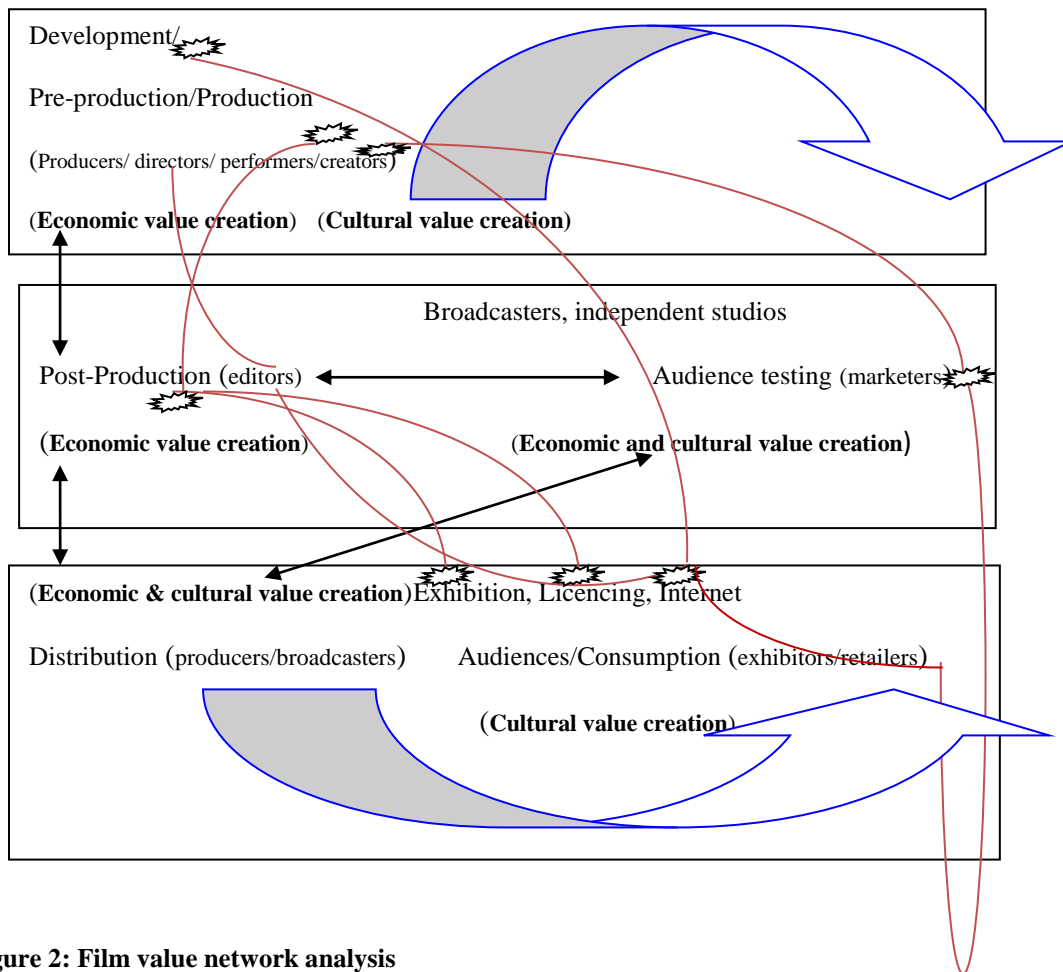 Development/
Pre-production/Production
(Producers/ directors/ performers/creators)
(Economic value creation) (Cultural value creation)
Broadcasters, independent studios
Post-Production (editors) Audience testing (marketers)
(Economic value creation) (Economic and cultural value creation)
(Economic & cultural value creation)Exhibition, Licencing, Internet
Distribution (producers/broadcasters) Audiences/Consumption (exhibitors/retailers)
(Cultural value creation)
gure 2: Film value network analysis